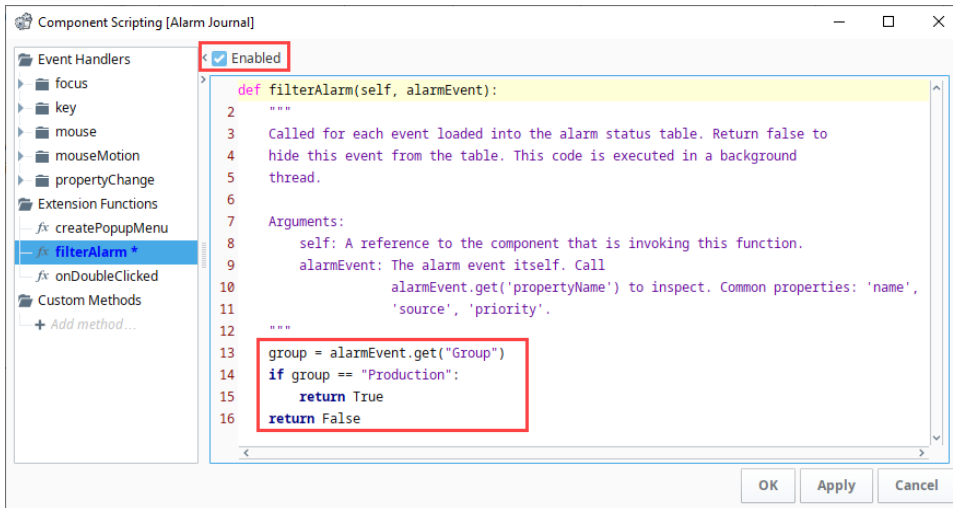 Component Scripting [Alarm Journal]
Event Handlers
focus
key
mouse
mouseMotion
propertyChange
Extension Functions
fx createPopupMenu
fx filterAlarm *
fx onDoubleClicked
Custom Methods
Add method...
Enabled
def filterAlarm(self, alarmEvent):
2 """
3 Called for each event loaded into the alarm status table. Return false to
4 hide this event from the table. This code is executed in a background
5 thread.
6
7 Arguments:
8 self: A reference to the component that is invoking this function.
9 alarmEvent: The alarm event itself. Call
10 alarmEvent.get('propertyName') to inspect. Common properties: 'name',
11 'source', 'priority'.
12 """
13 group = alarmEvent.get("Group")
14 if group == "Production":
15 return True
16 return False
OK Apply Cancel